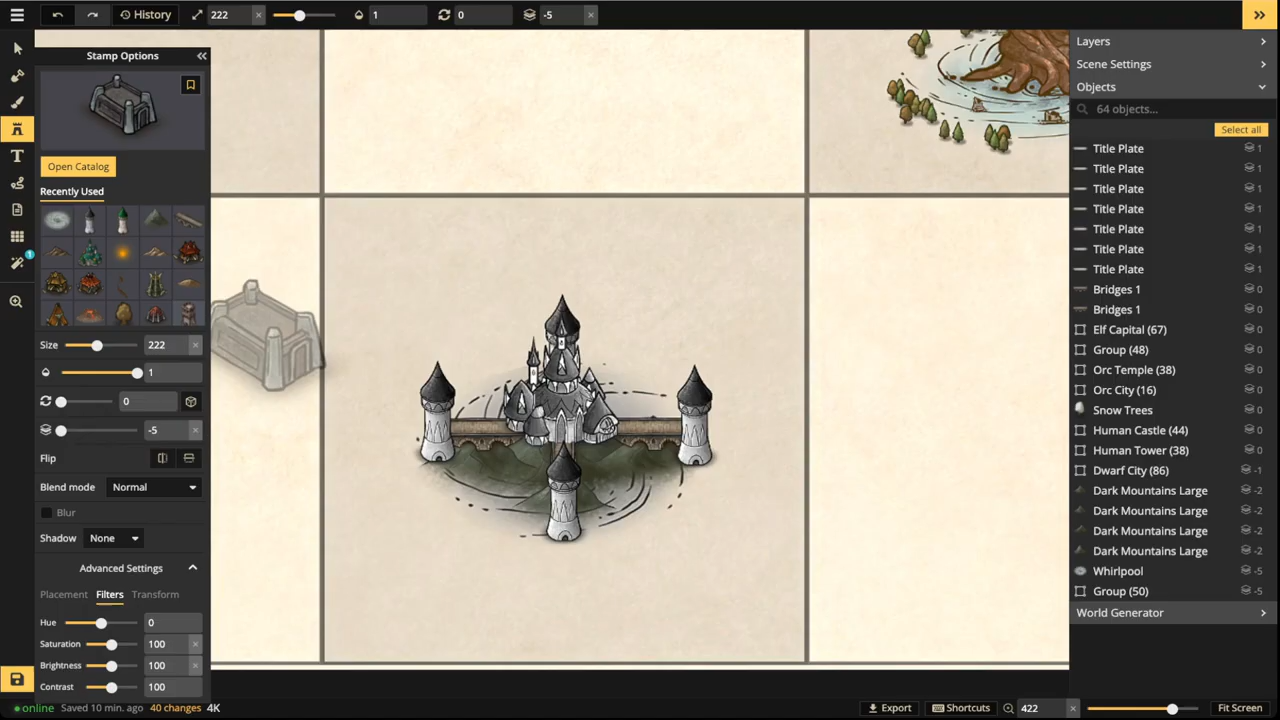 History 222 × 1 0 -5 ×
Stamp Options
Open Catalog
Recently Used
1
Size 222 ×
1
0
-5 ×
Flip
Blend mode Normal
Blur
Shadow None
Advanced Settings
Placement Filters Transform
Hue 0
Saturation 100 ×
Brightness 100 ×
Contrast 100
Layers
Scene Settings
Objects
64 objects...
Select all
Title Plate 1
Title Plate 1
Title Plate 1
Title Plate 1
Title Plate 1
Title Plate 1
Title Plate 1
Bridges 1 0
Bridges 1 0
Elf Capital (67) 0
Group (48) 0
Orc Temple (38) 0
Orc City (16) 0
Snow Trees 0
Human Castle (44) 0
Human Tower (38) 0
Dwarf City (86) -1
Dark Mountains Large -2
Dark Mountains Large -2
Dark Mountains Large -2
Dark Mountains Large -2
Whirlpool -5
Group (50) -5
World Generator
online Saved 10 min. ago 40 changes 4K Export Shortcuts 422 × Fit Screen